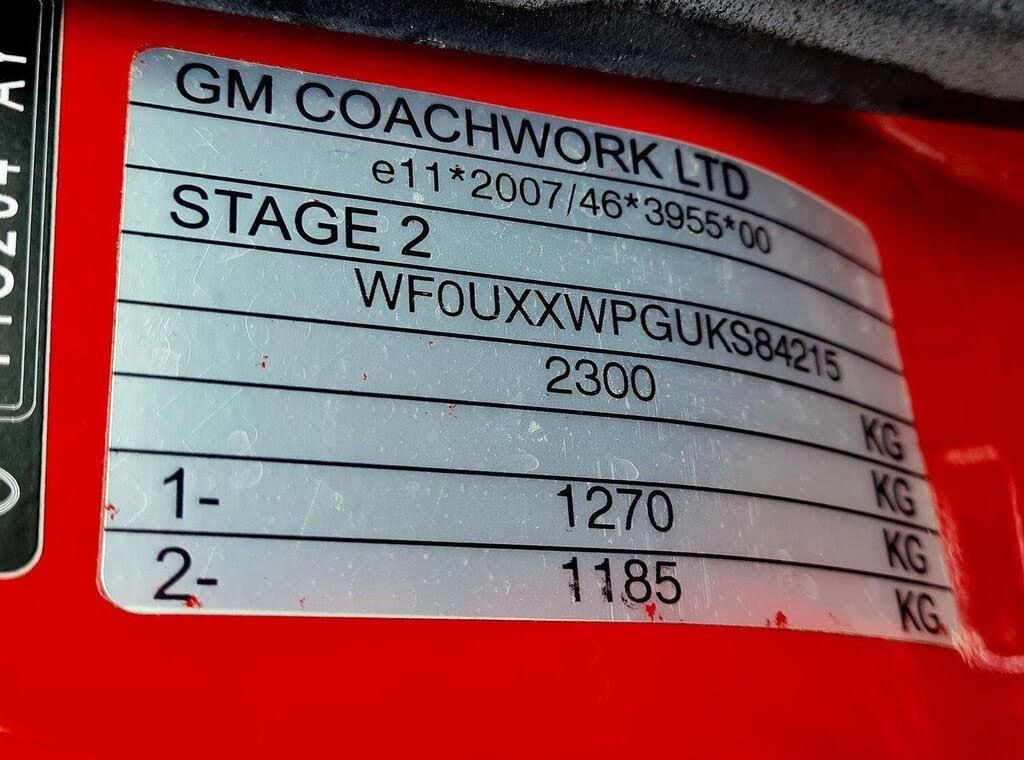 GM COACHWORK LTD
e11*2007/46*3955*00
STAGE 2
WF0UXXWPGUKS84215
2300 KG
KG
1- 1270 KG
2- 1185 KG